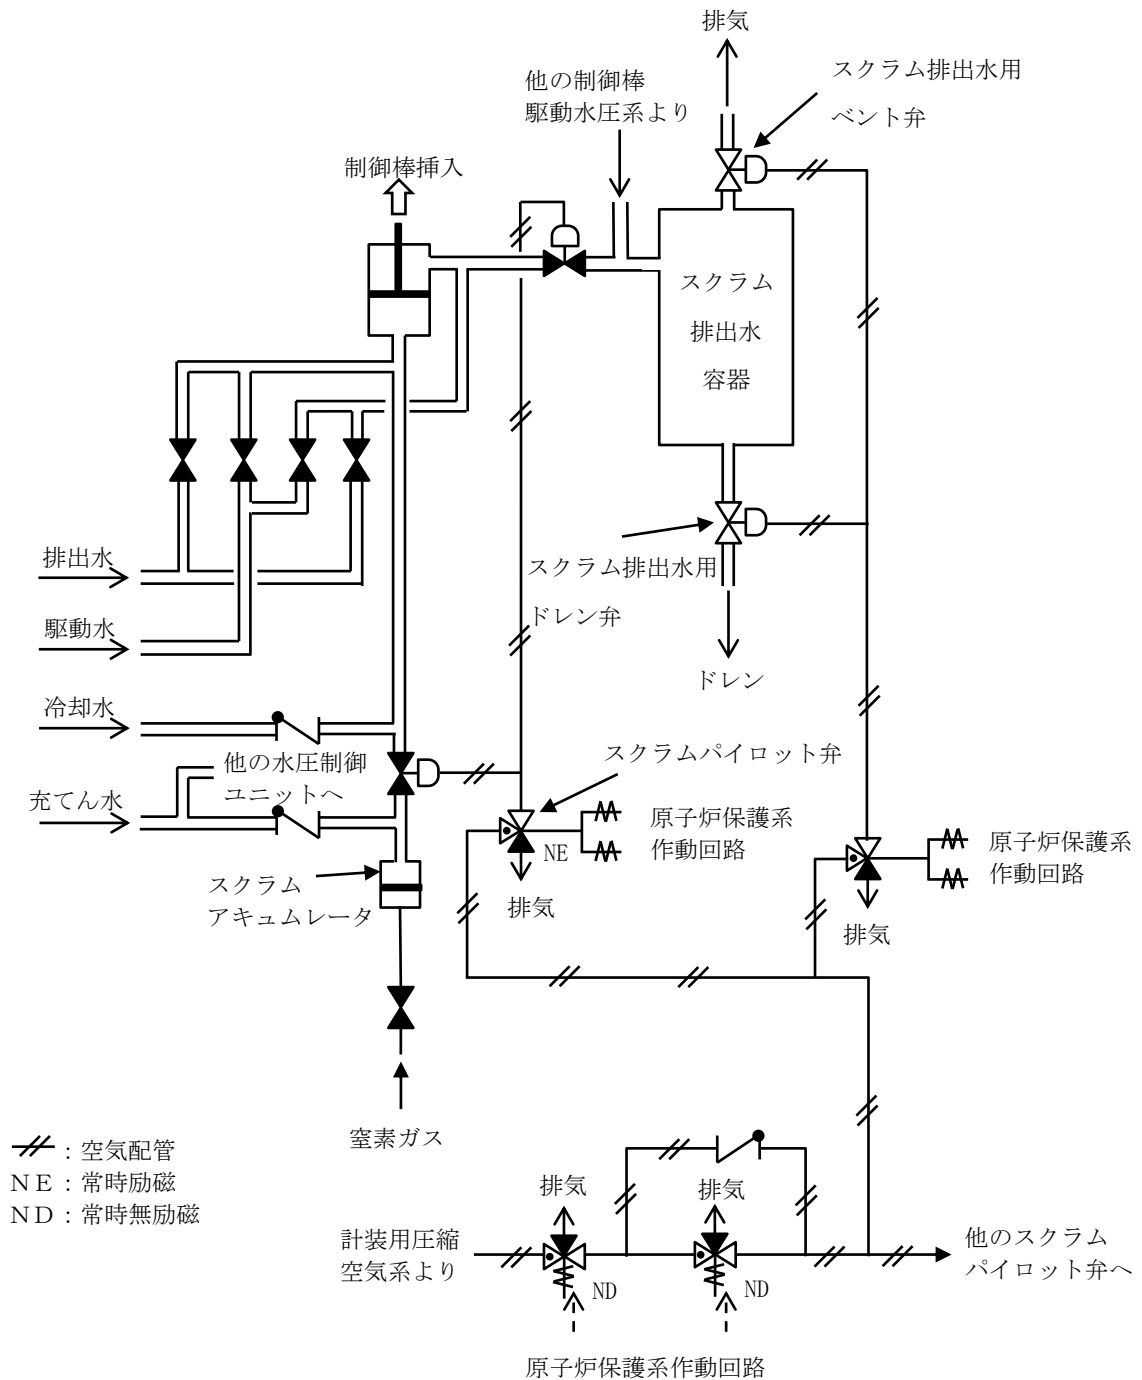 排気
スクラム排出水用
ベント弁
他の制御棒
駆動水圧系より
制御棒挿入
スクラム
排出水
容器
排出水
スクラム排出水用
ドレン弁
駆動水
ドレン
冷却水
他の水圧制御
ユニットへ
スクラムパイロット弁
充てん水
原子炉保護系
作動回路
NE
原子炉保護系
作動回路
スクラム
アキュムレータ
排気
排気
窒素ガス
:空気配管
NE:常時励磁
ND:常時無励磁
排気
排気
計装用圧縮
空気系より
ND
ND
他のスクラム
パイロット弁へ
原子炉保護系作動回路